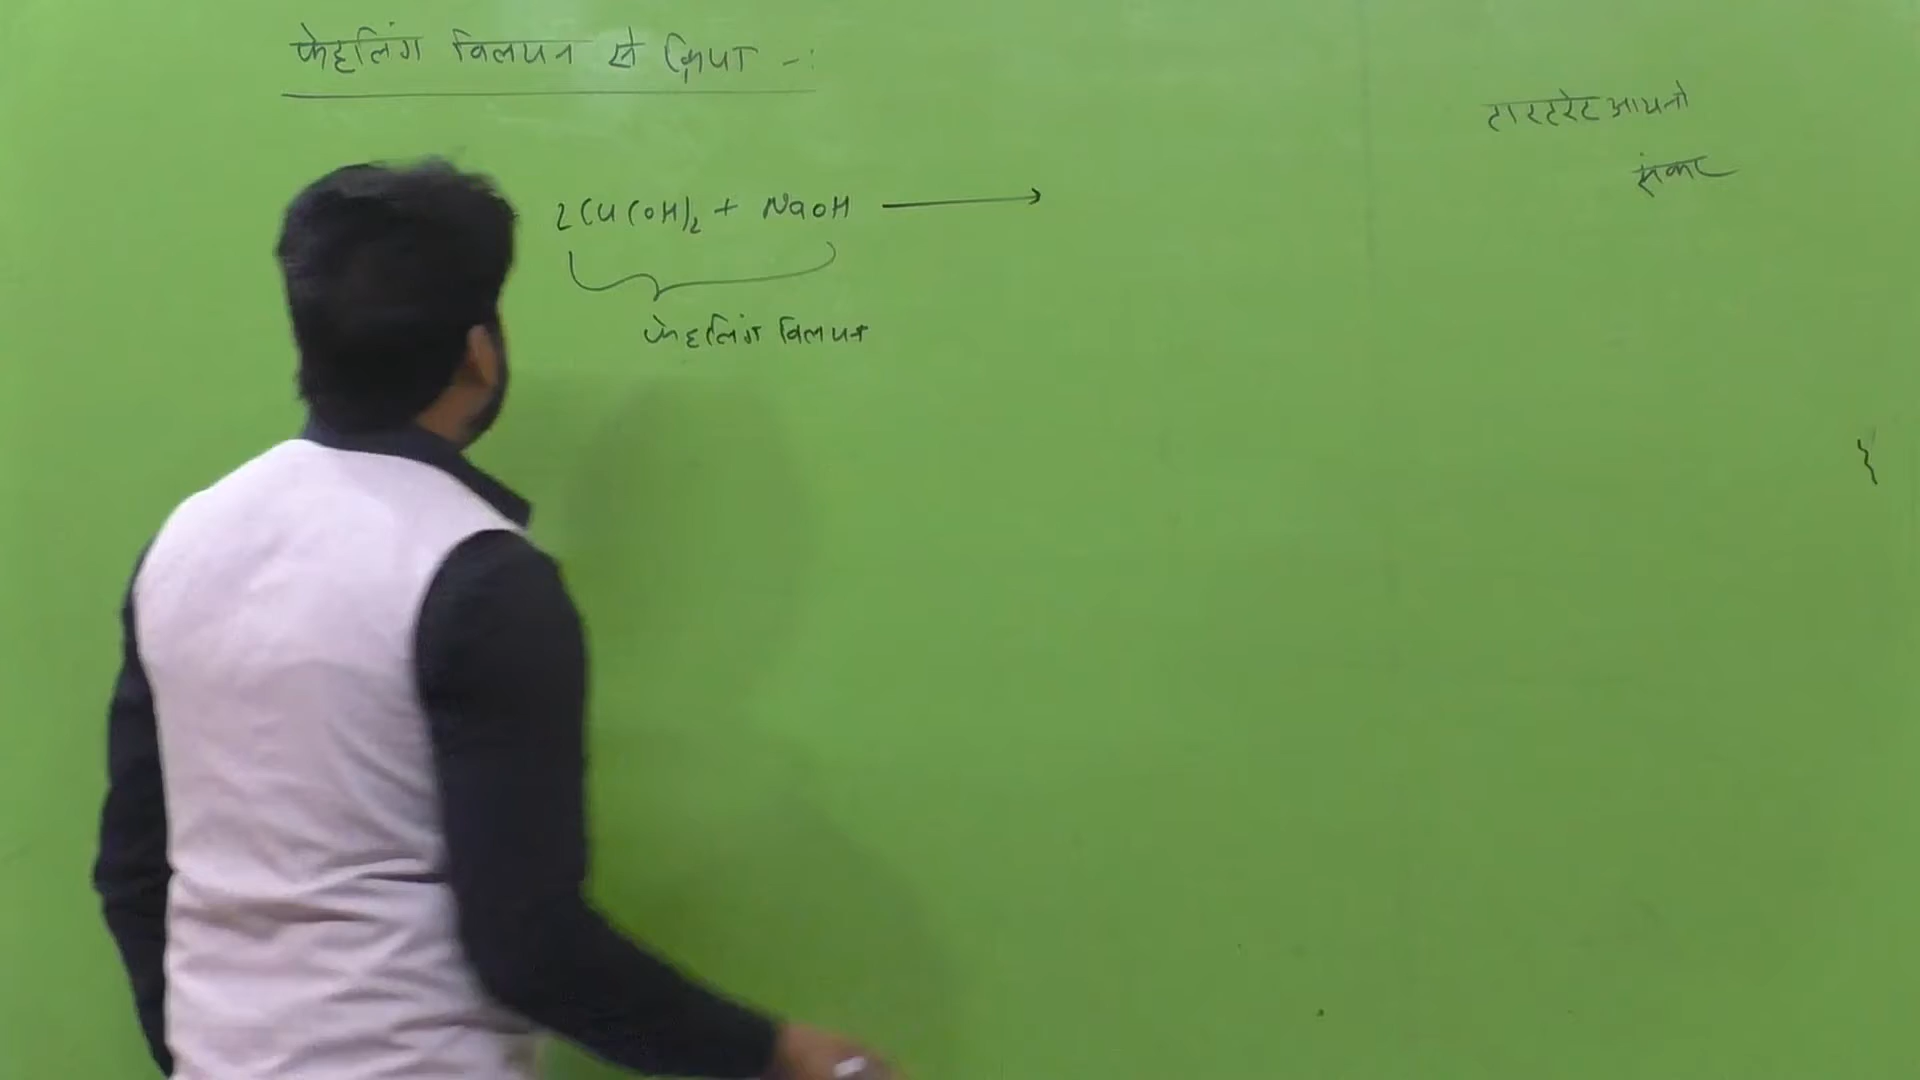 फेहलिंग विलयन से क्रिया -:
टारटरेट आयनो
संकर
2Cu(OH)₂ + NaOH ⟶
फेहलिंग विलयन
}